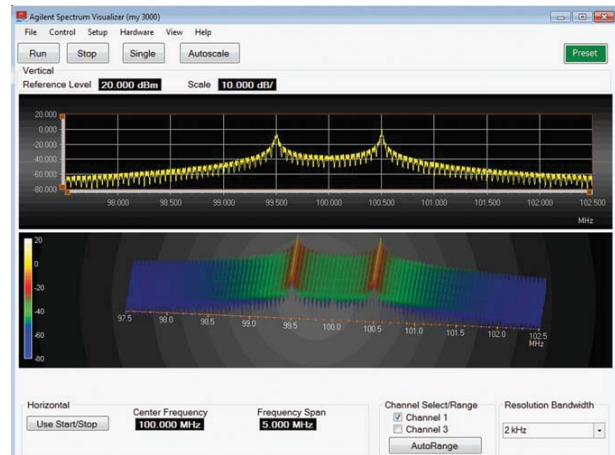 Agilent Spectrum Visualizer (my 3000)
File Control Setup Hardware View Help
Run Stop Single Autoscale Preset
Vertical
Reference Level 20.000 dBm Scale 10.000 dB/
20.000
0.000
-20.000
-40.000
-60.000
-80.000
98.000 98.500 99.000 99.500 100.000 100.500 101.000 101.500 102.000 102.500
MHz
20
0
-20
-40
-60
-80
97.5 98.0 98.5 99.0 99.5 100.0 100.5 101.0 101.5 102.0 102.5
MHz
Horizontal
Use Start/Stop
Center Frequency
100.000 MHz
Frequency Span
5.000 MHz
Channel Select/Range
Channel 1
Channel 3
AutoRange
Resolution Bandwidth
2 kHz